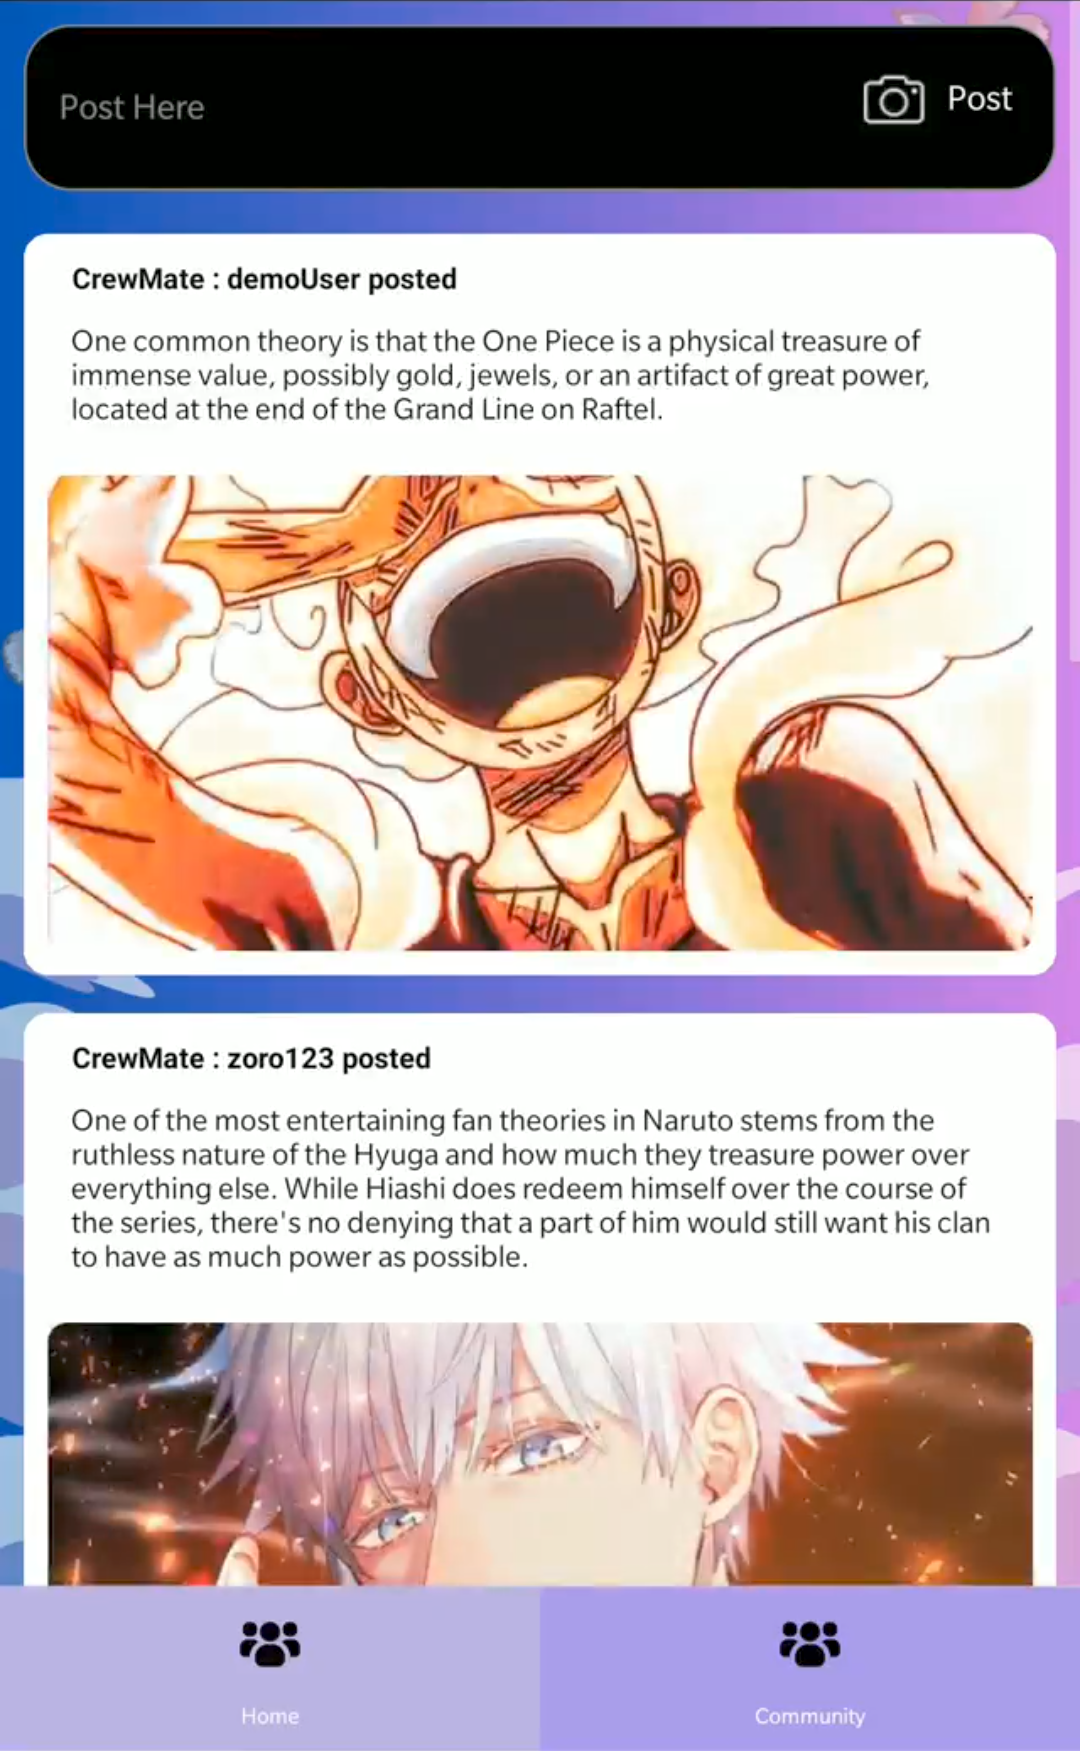 Post Here
Post
CrewMate : demoUser posted
One common theory is that the One Piece is a physical treasure of
immense value, possibly gold, jewels, or an artifact of great power,
located at the end of the Grand Line on Raftel.
CrewMate : zoro123 posted
One of the most entertaining fan theories in Naruto stems from the
ruthless nature of the Hyuga and how much they treasure power over
everything else. While Hiashi does redeem himself over the course of
the series, there's no denying that a part of him would still want his clan
to have as much power as possible.
Home
Community